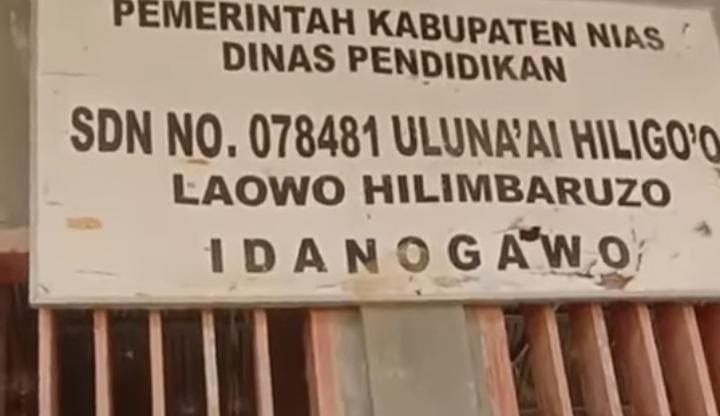 PEMERINTAH KABUPATEN NIAS
DINAS PENDIDIKAN
SDN NO. 078481 ULUNA'AI HILIGO'O
LAOWO HILIMBARUZO
IDANOGAWO